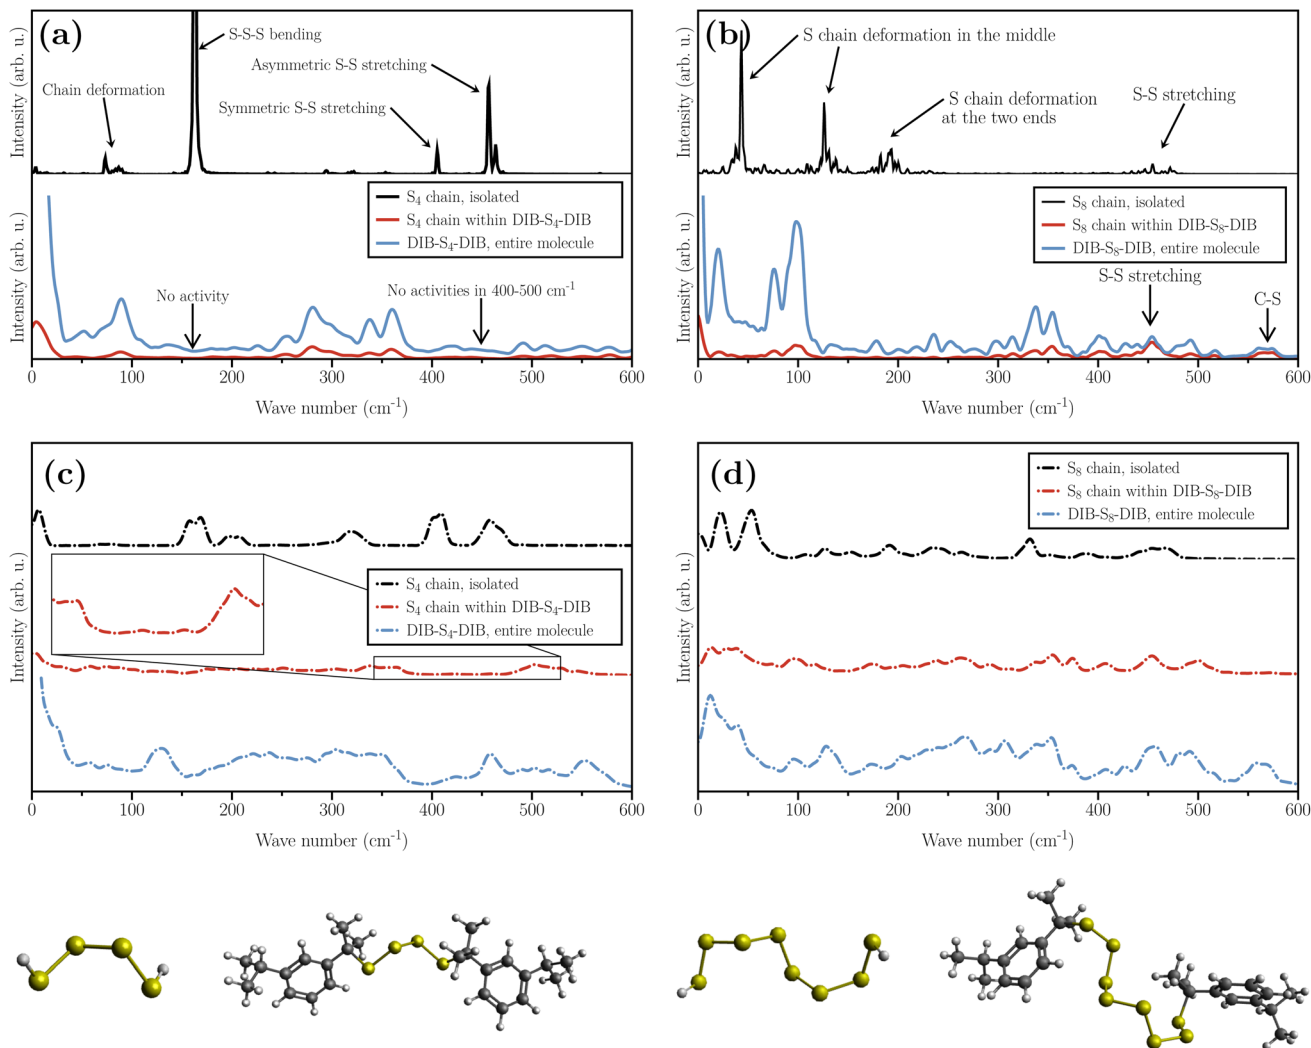 (a)
S-S-S bending
Asymmetric S-S stretching
Chain deformation
Symmetric S-S stretching
Intensity (arb. u.)
S₄ chain, isolated
S₄ chain within DIB-S₄-DIB
DIB-S₄-DIB, entire molecule
No activity
No activities in 400-500 cm⁻¹
Intensity (arb. u.)
0 100 200 300 400 500 600
Wave number (cm⁻¹)
(b)
S chain deformation in the middle
S chain deformation
at the two ends
S-S stretching
Intensity (arb. u.)
S₈ chain, isolated
S₈ chain within DIB-S₈-DIB
DIB-S₈-DIB, entire molecule
S-S stretching
C-S
Intensity (arb. u.)
0 100 200 300 400 500 600
Wave number (cm⁻¹)
(c)
S₄ chain, isolated
S₄ chain within DIB-S₄-DIB
DIB-S₄-DIB, entire molecule
Intensity (arb. u.)
0 100 200 300 400 500 600
Wave number (cm⁻¹)
(d)
S₈ chain, isolated
S₈ chain within DIB-S₈-DIB
DIB-S₈-DIB, entire molecule
Intensity (arb. u.)
0 100 200 300 400 500 600
Wave number (cm⁻¹)